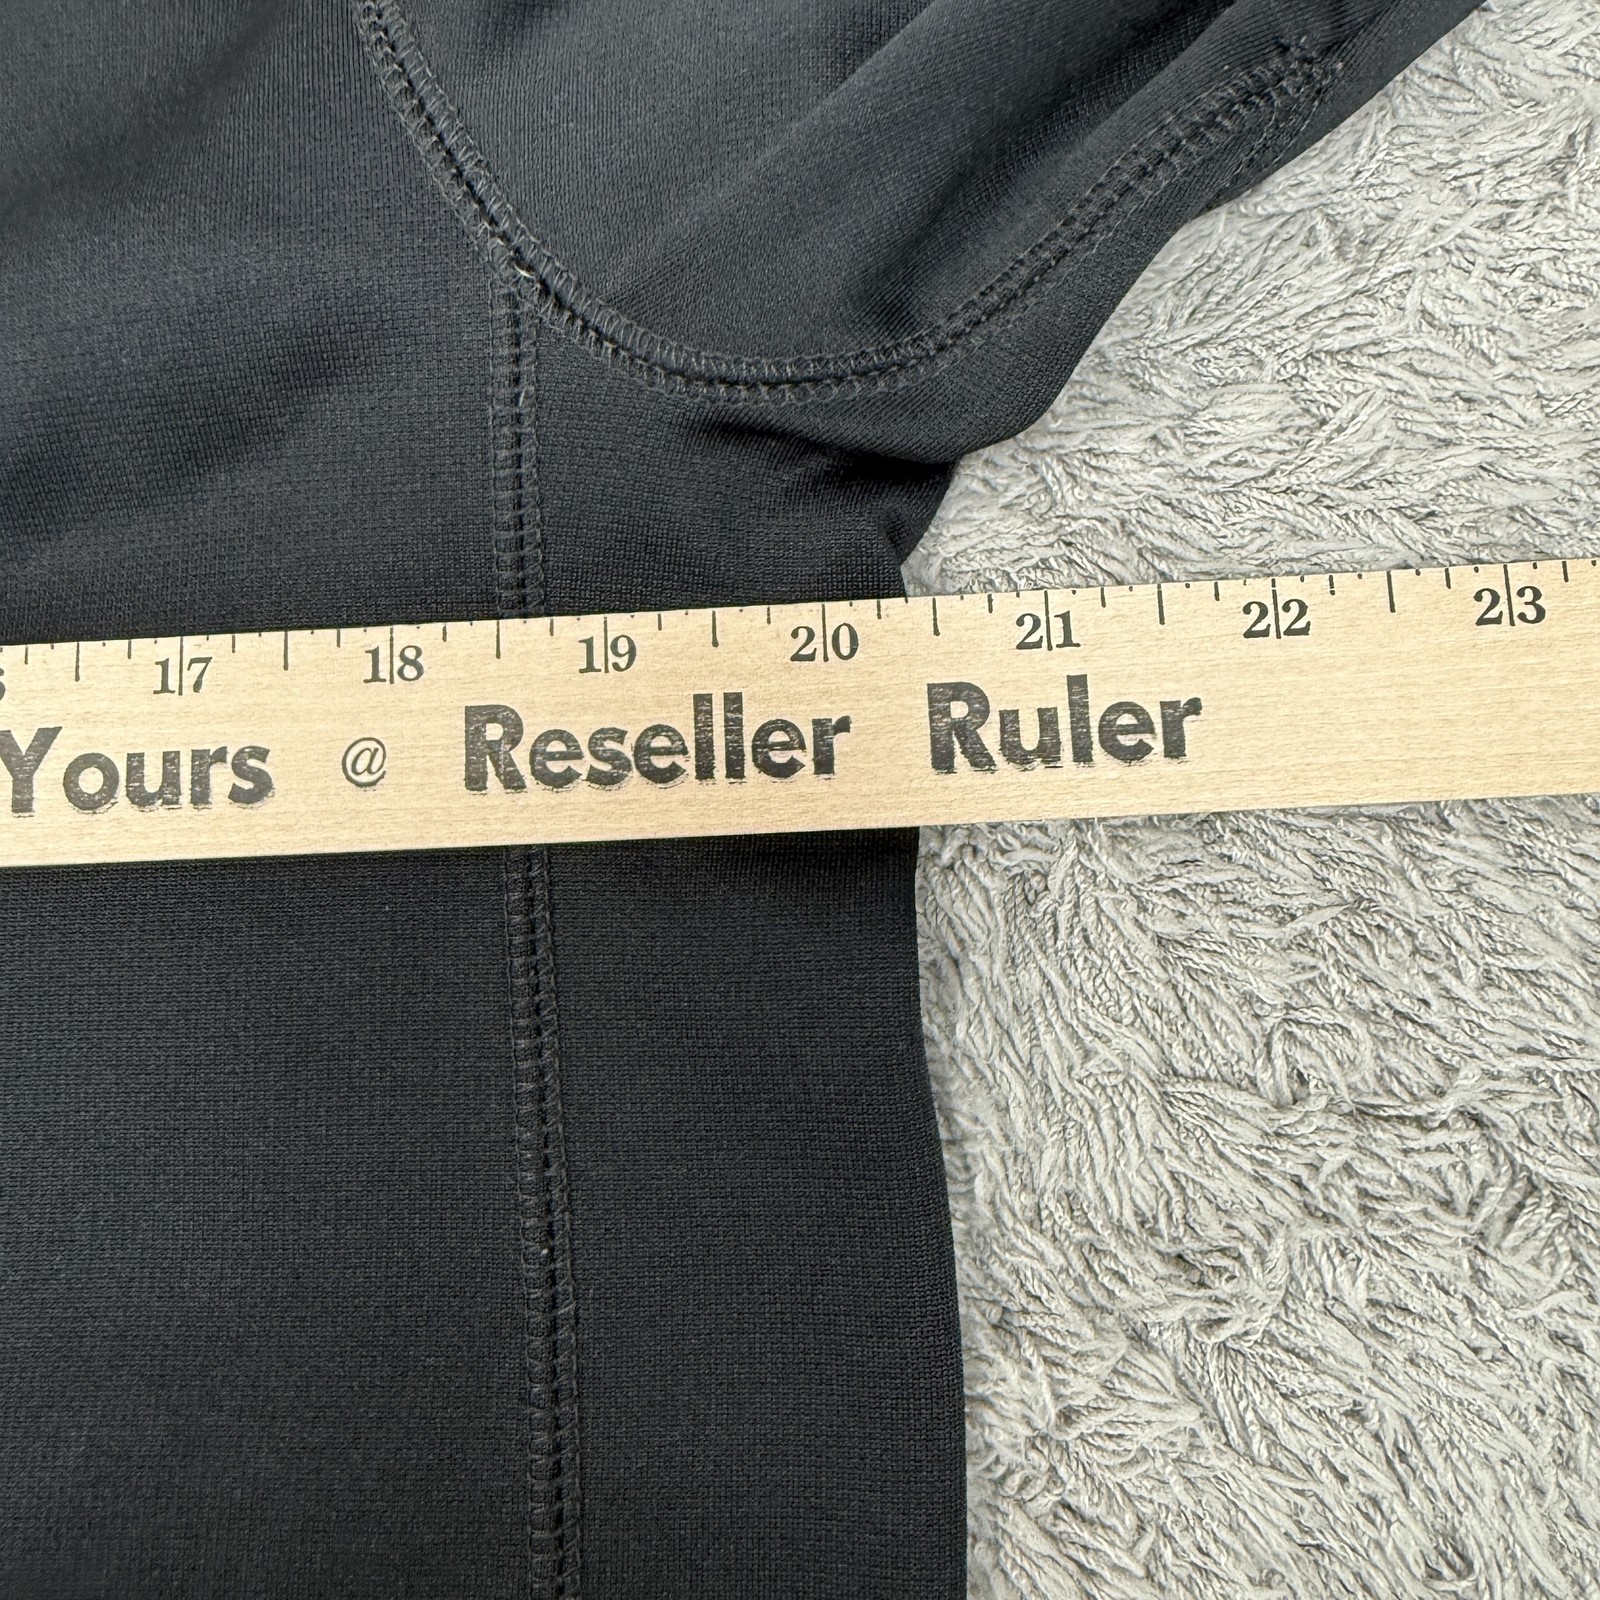 17 18 19 20 21 22 23
Yours @ Reseller Ruler